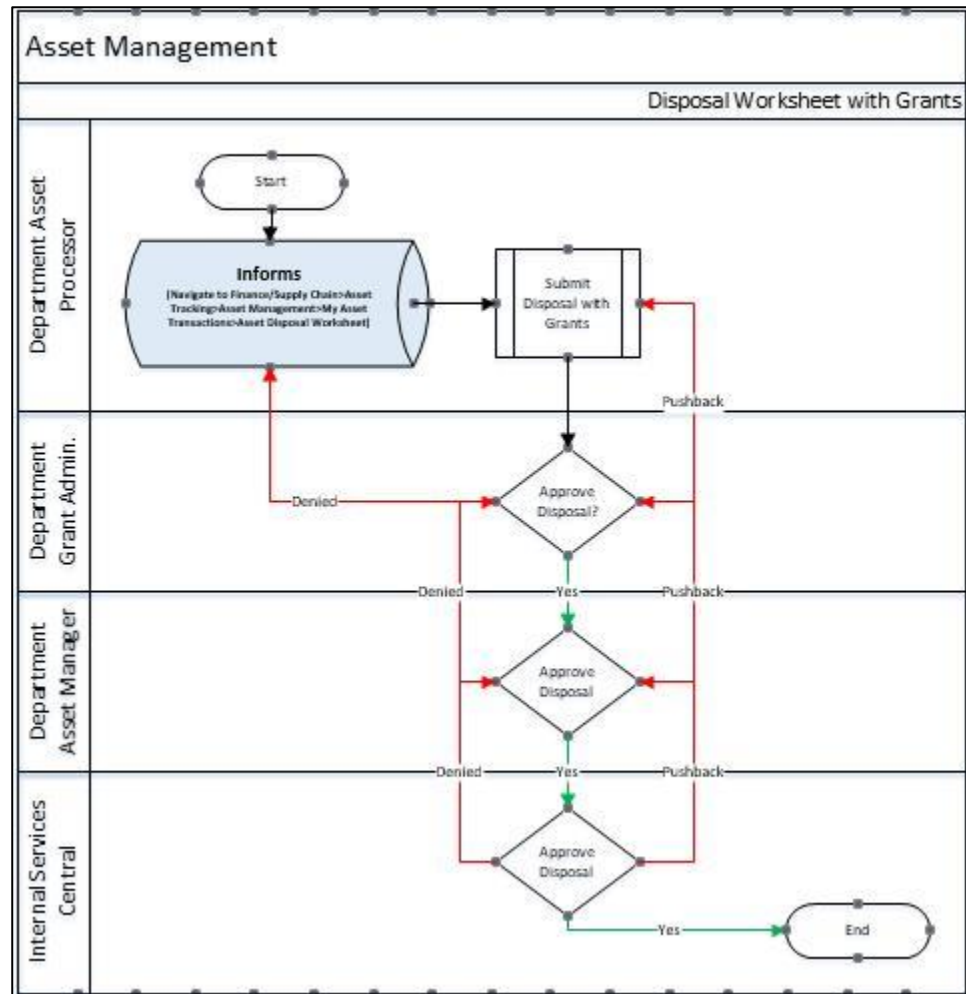 Asset Management
Disposal Worksheet with Grants
Department Asset
Processor
Start
Informs
(Navigate to Finance/Supply Chain>Asset
Tracking>Asset Management>My Asset
Transactions>Asset Disposal Worksheet)
Submit
Disposal with
Grants
Pushback
Department
Grant Admin.
Denied
Approve
Disposal?
Denied
Yes
Pushback
Department
Asset Manager
Approve
Disposal
Denied
Yes
Pushback
Internal Services
Central
Approve
Disposal
Yes
End